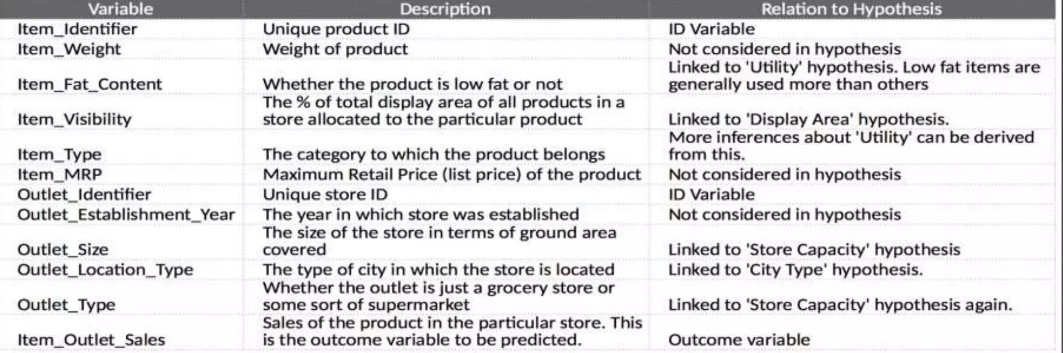 Variable Description Relation to Hypothesis
Item_Identifier Unique product ID ID Variable
Item_Weight Weight of product Not considered in hypothesis
Linked to 'Utility' hypothesis. Low fat items are
Item_Fat_Content Whether the product is low fat or not generally used more than others
The % of total display area of all products in a
Item_Visibility store allocated to the particular product Linked to 'Display Area' hypothesis.
More inferences about 'Utility' can be derived
Item_Type The category to which the product belongs from this.
Item_MRP Maximum Retail Price (list price) of the product Not considered in hypothesis
Outlet_Identifier Unique store ID ID Variable
Outlet_Establishment_Year The year in which store was established Not considered in hypothesis
The size of the store in terms of ground area
Outlet_Size covered Linked to 'Store Capacity' hypothesis
Outlet_Location_Type The type of city in which the store is located Linked to 'City Type' hypothesis.
Whether the outlet is just a grocery store or
Outlet_Type some sort of supermarket Linked to 'Store Capacity' hypothesis again.
Sales of the product in the particular store. This
Item_Outlet_Sales is the outcome variable to be predicted. Outcome variable